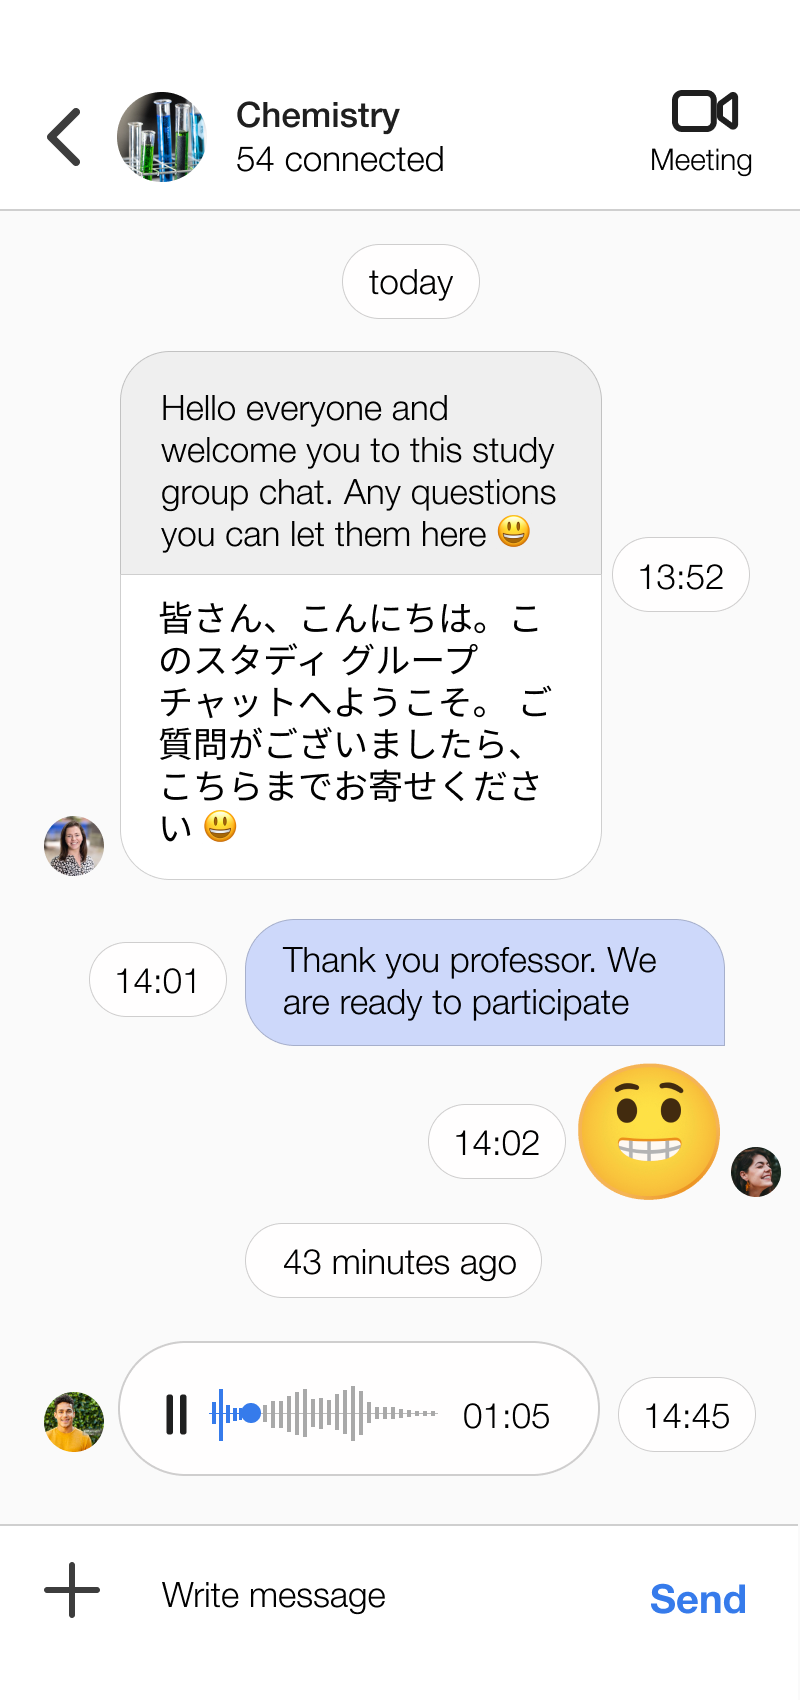 Chemistry
54 connected
Meeting
today
Hello everyone and
welcome you to this study
group chat. Any questions
you can let them here 😃
13:52
皆さん、こんにちは。こ
のスタディ グループ
チャットへようこそ。 ご
質問がございましたら、
こちらまでお寄せくださ
い 😃
14:01
Thank you professor. We
are ready to participate
14:02
43 minutes ago
01:05
14:45
Write message
Send